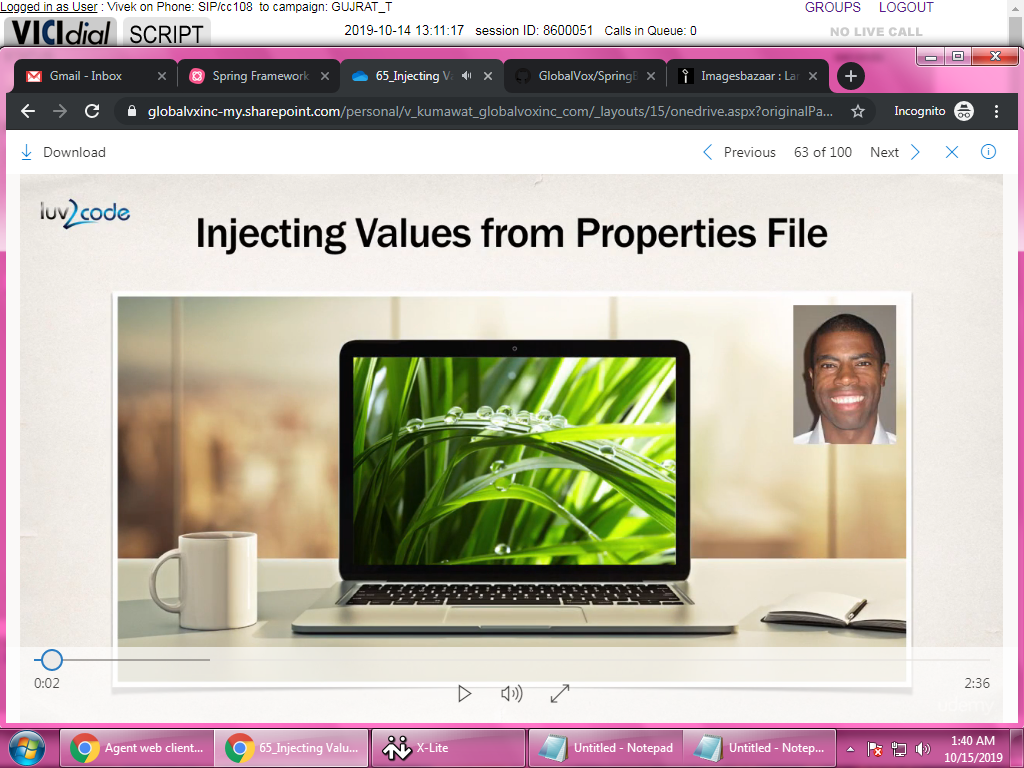 Logged in as User : Vivek on Phone: SIP/cc108 to campaign: GUJRAT_T
GROUPS LOGOUT
VICIdial SCRIPT
2019-10-14 13:11:17 session ID: 8600051 Calls in Queue: 0
NO LIVE CALL
Gmail - Inbox
Spring Framework
65_Injecting Va
GlobalVox/SpringB
Imagesbazaar : Lar
globalvxinc-my.sharepoint.com/personal/v_kumawat_globalvoxinc_com/_layouts/15/onedrive.aspx?originalPa...
Incognito
Download
Previous 63 of 100 Next
luv2code
Injecting Values from Properties File
0:02
2:36
udemy
Agent web client...
65_Injecting Valu...
X-Lite
Untitled - Notepad
Untitled - Notep...
1:40 AM
10/15/2019